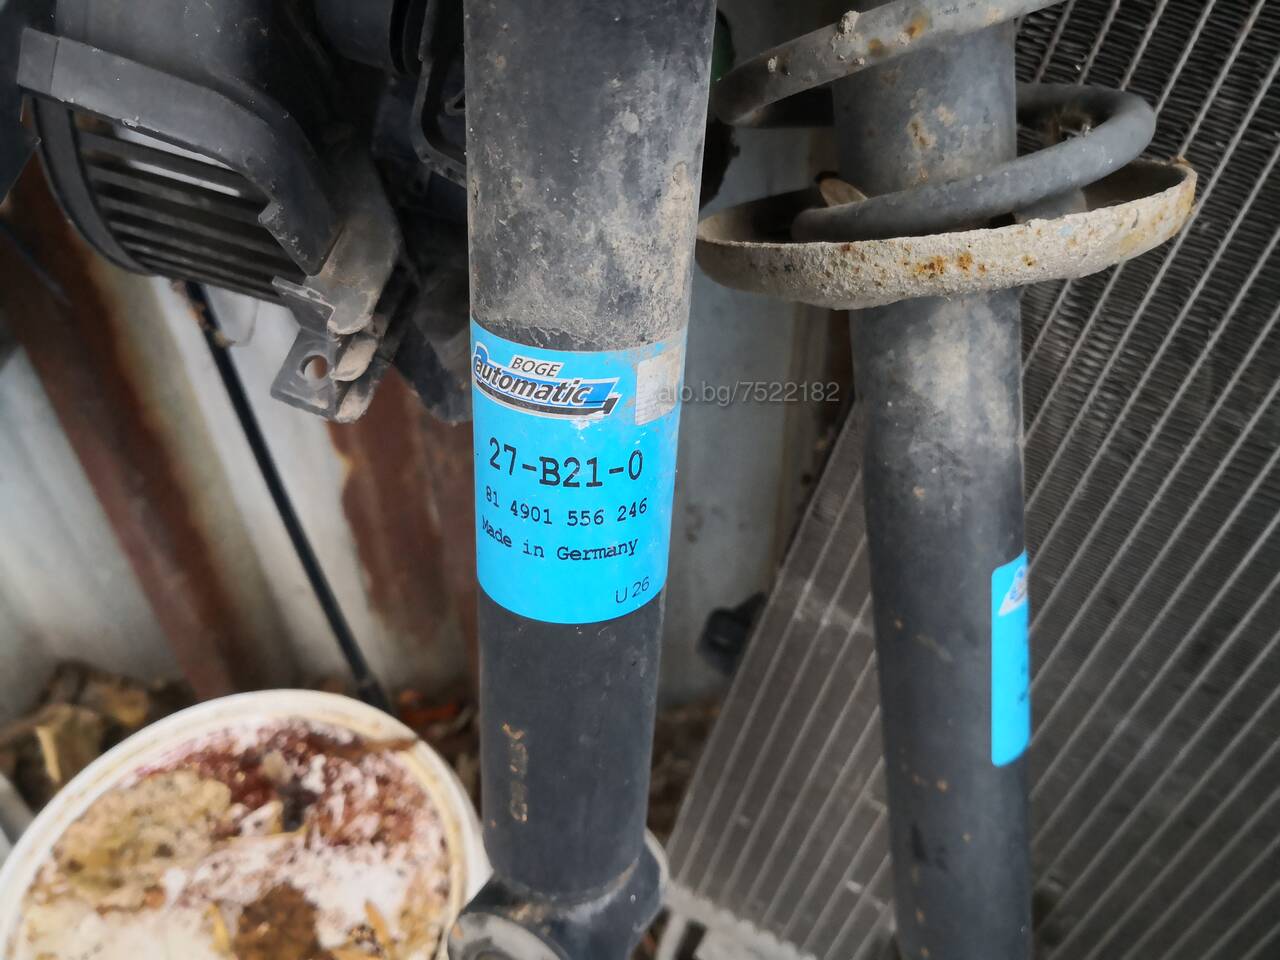 BOGE
automatic
alo.bg/7522182
27-B21-0
81 4901 556 246
Made in Germany
U 26